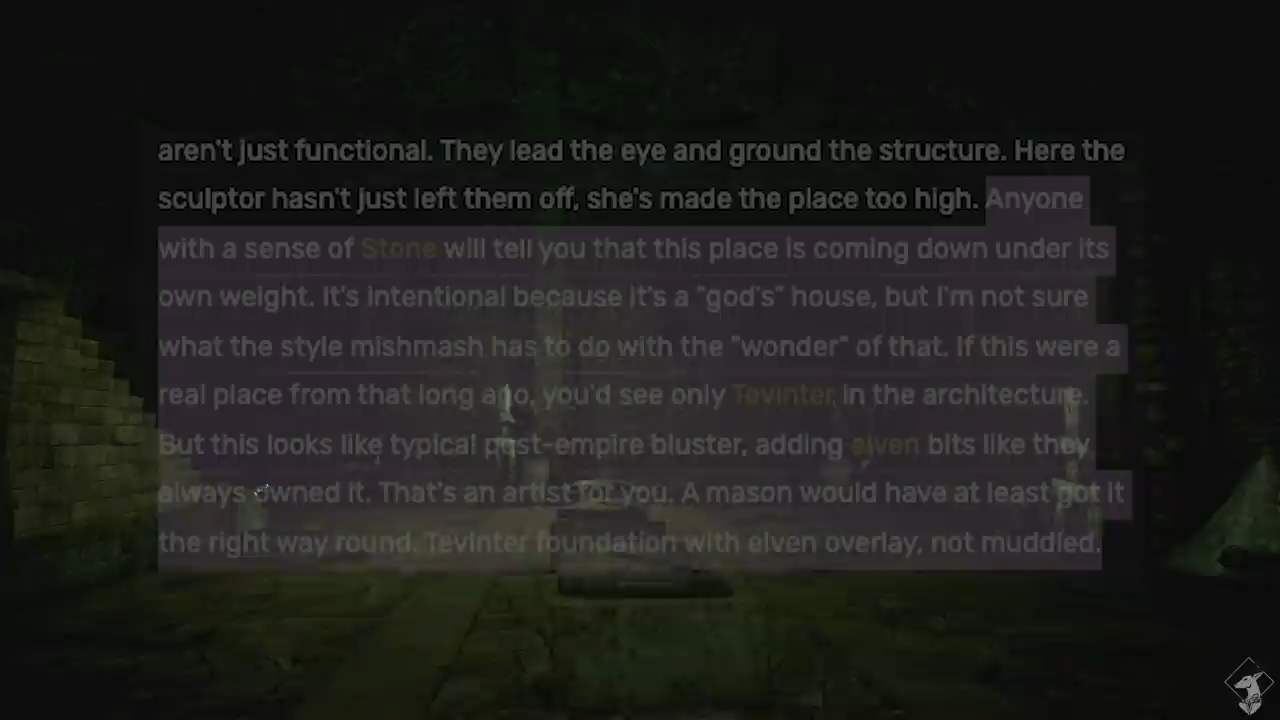 aren't just functional. They lead the eye and ground the structure. Here the
sculptor hasn't just left them off, she's made the place too high. Anyone
with a sense of Stone will tell you that this place is coming down under its
own weight. It's intentional because it's a "god's" house, but I'm not sure
what the style mishmash has to do with the "wonder" of that. If this were a
real place from that long ago, you'd see only Tevinter in the architecture.
But this looks like typical post-empire bluster, adding elven bits like they
always owned it. That's an artist for you. A mason would have at least got it
the right way round. Tevinter foundation with elven overlay, not muddled.